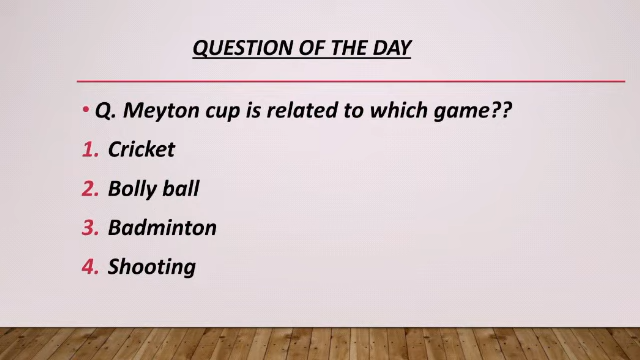 QUESTION OF THE DAY
• Q. Meyton cup is related to which game??
1. Cricket
2. Bolly ball
3. Badminton
4. Shooting